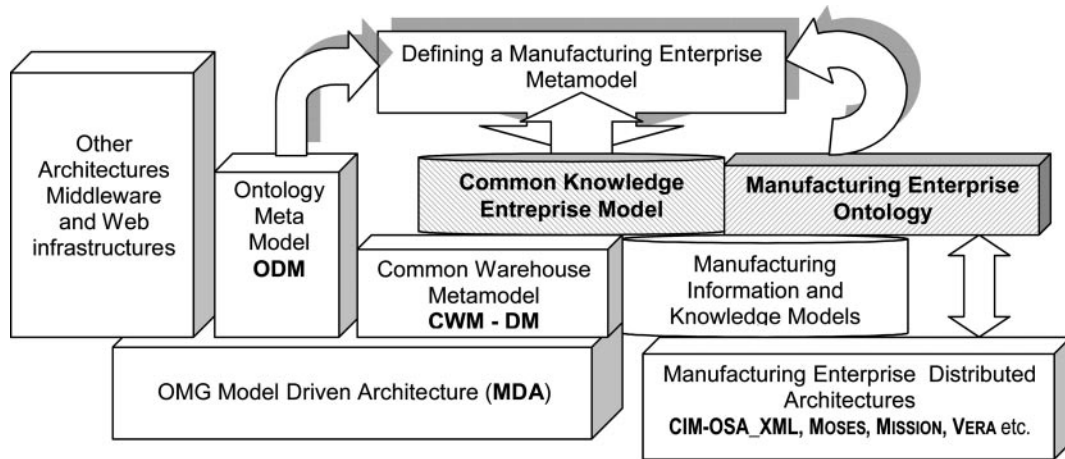 Defining a Manufacturing Enterprise
Metamodel
Other
Architectures
Middleware
and Web
infrastructures
Ontology
Meta
Model
ODM
Common Knowledge
Entreprise Model
Manufacturing Enterprise
Ontology
Common Warehouse
Metamodel
CWM - DM
Manufacturing
Information and
Knowledge Models
OMG Model Driven Architecture (MDA)
Manufacturing Enterprise Distributed
Architectures
CIM-OSA_XML, MOSES, MISSION, VERA etc.